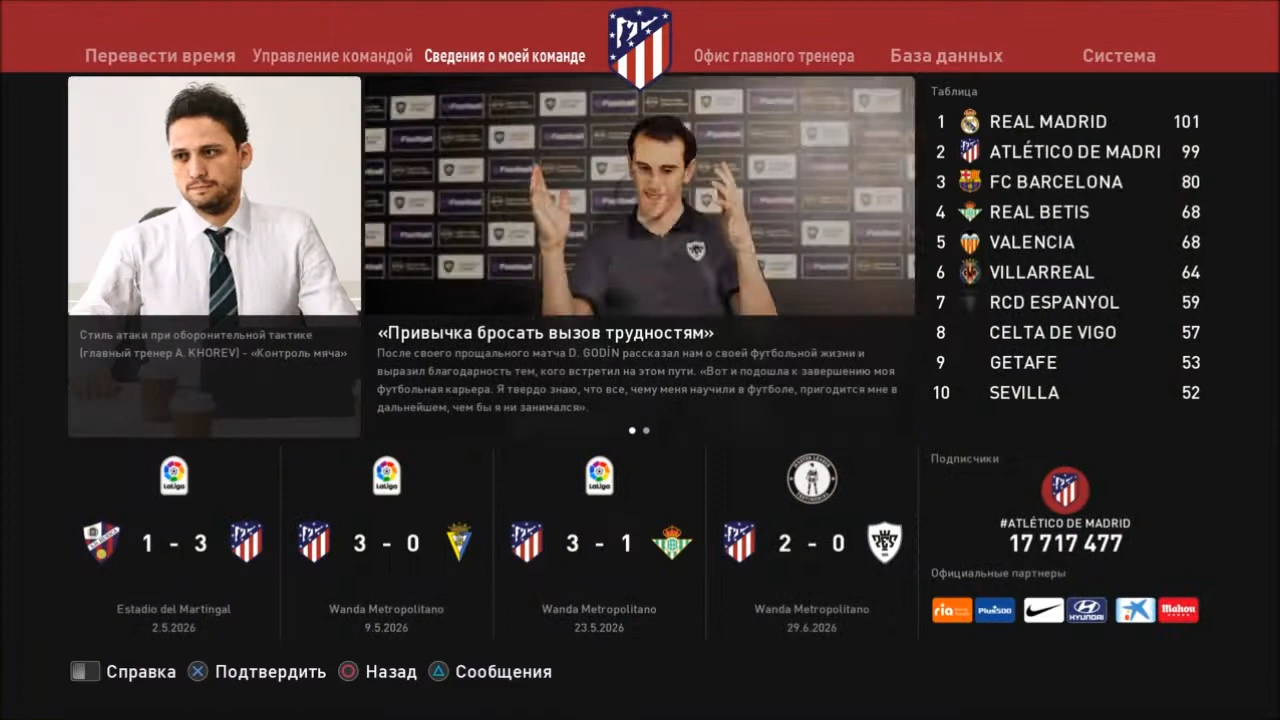 Перевести время
Управление командой
Сведения о моей команде
Офис главного тренера
База данных
Система
Стиль атаки при оборонительной тактике
(главный тренер A. KHOREV) - «Контроль мяча»
«Привычка бросать вызов трудностям»
После своего прощального матча D. GODÍN рассказал нам о своей футбольной жизни и
выразил благодарность тем, кого встретил на этом пути. «Вот и подошла к завершению моя
футбольная карьера. Я твердо знаю, что все, чему меня научили в футболе, пригодится мне в
дальнейшем, чем бы я ни занимался».
Таблица
1 REAL MADRID 101
2 ATLÉTICO DE MADRI 99
3 FC BARCELONA 80
4 REAL BETIS 68
5 VALENCIA 68
6 VILLARREAL 64
7 RCD ESPANYOL 59
8 CELTA DE VIGO 57
9 GETAFE 53
10 SEVILLA 52
LaLiga
1 - 3
Estadio del Martingal
2.5.2026
LaLiga
3 - 0
Wanda Metropolitano
9.5.2026
LaLiga
3 - 1
Wanda Metropolitano
23.5.2026
2 - 0
Wanda Metropolitano
29.6.2026
Подписчики
#ATLÉTICO DE MADRID
17 717 477
Официальные партнеры
ria
Plus500
HYUNDAI
Mahou
Справка
Подтвердить
Назад
Сообщения